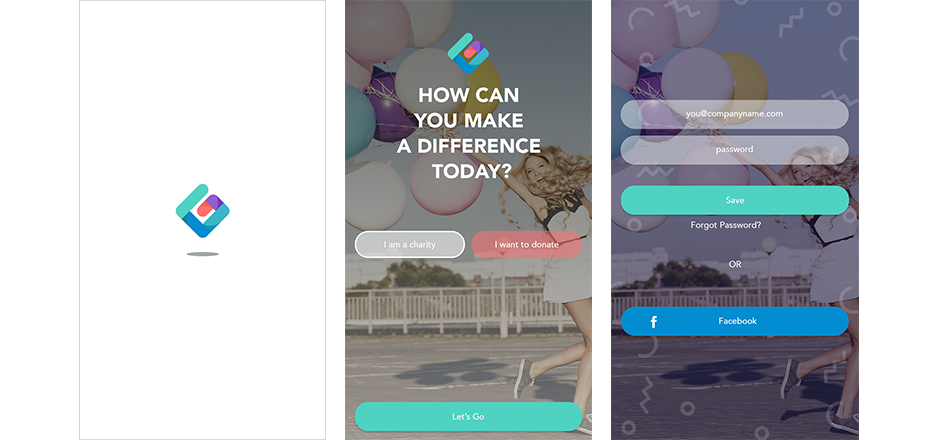 HOW CAN
YOU MAKE
A DIFFERENCE
TODAY?
I am a charity
I want to donate
Let's Go
you@companyname.com
password
Save
Forgot Password?
OR
f
Facebook